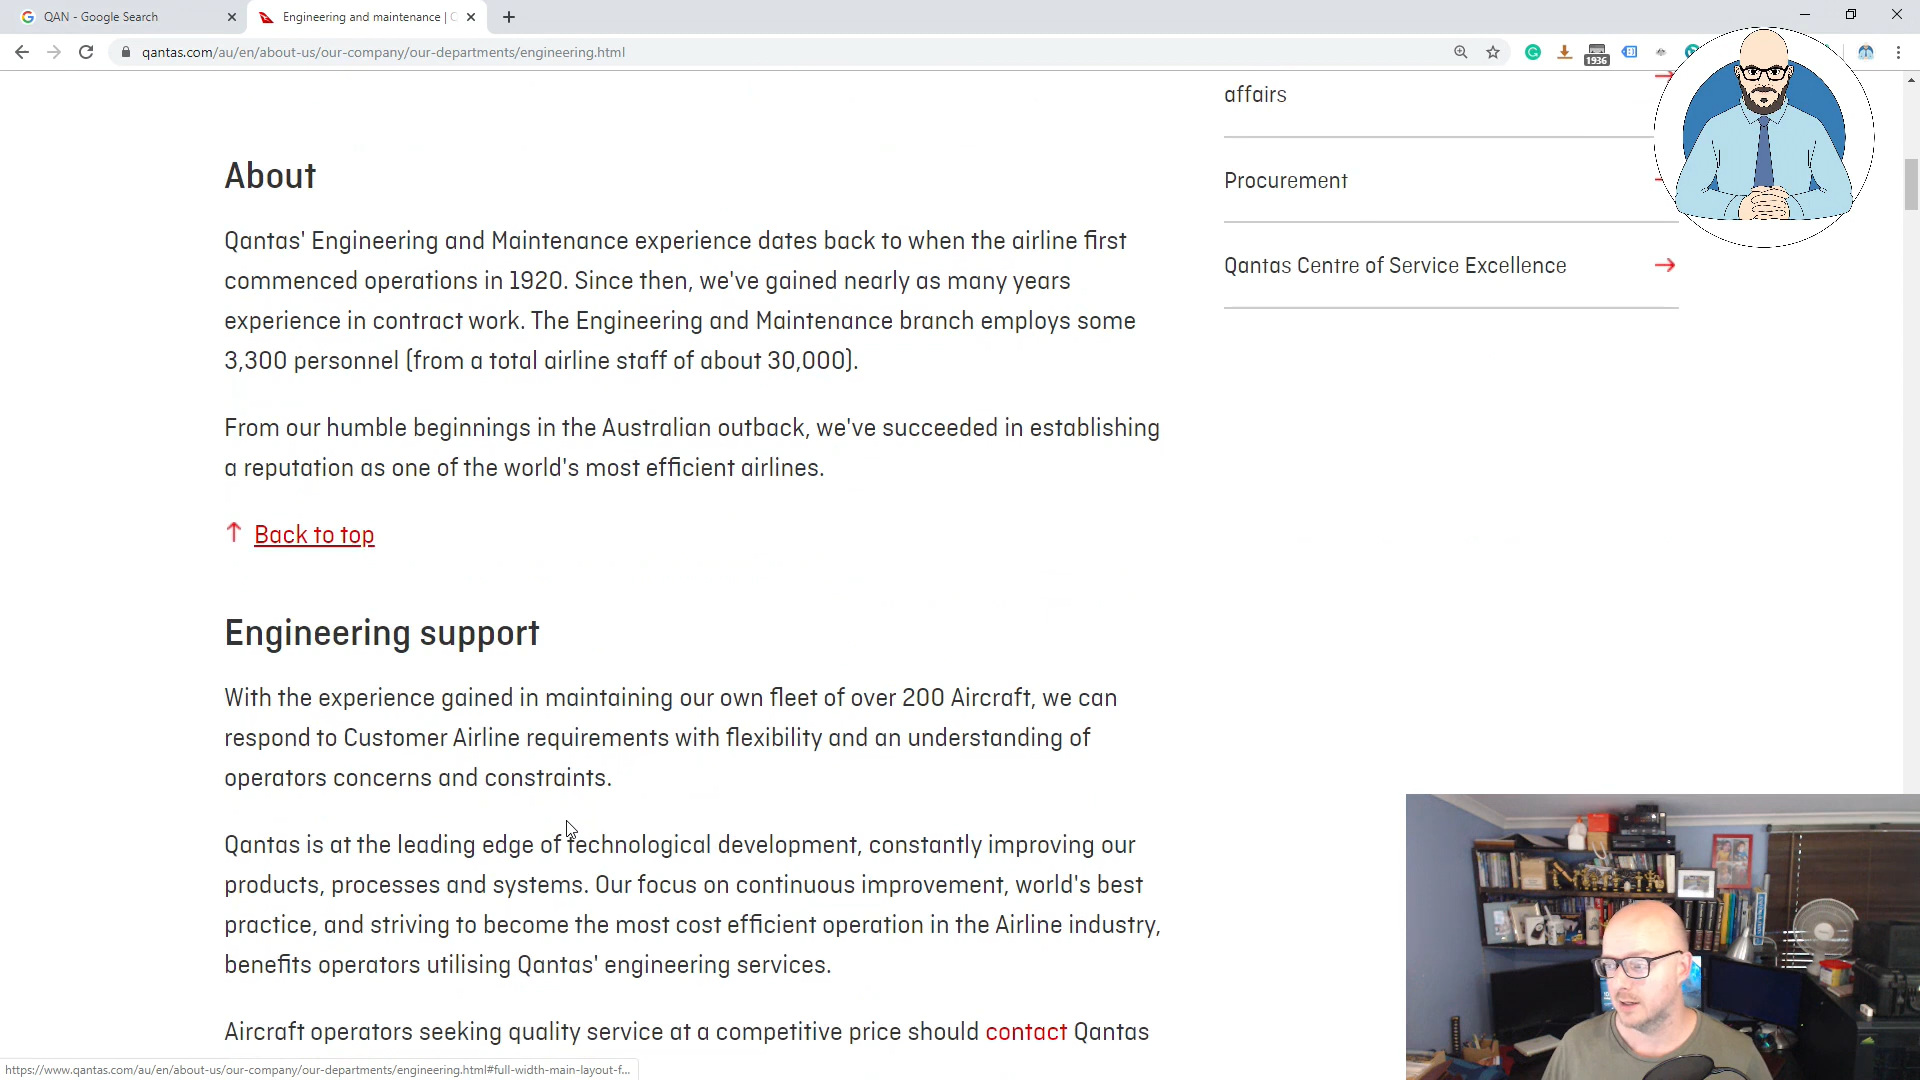 QAN - Google Search
Engineering and maintenance | Q
qantas.com/au/en/about-us/our-company/our-departments/engineering.html
1936
affairs
Procurement
Qantas Centre of Service Excellence
About
Qantas' Engineering and Maintenance experience dates back to when the airline first
commenced operations in 1920. Since then, we've gained nearly as many years
experience in contract work. The Engineering and Maintenance branch employs some
3,300 personnel (from a total airline staff of about 30,000).
From our humble beginnings in the Australian outback, we've succeeded in establishing
a reputation as one of the world's most efficient airlines.
Back to top
Engineering support
With the experience gained in maintaining our own fleet of over 200 Aircraft, we can
respond to Customer Airline requirements with flexibility and an understanding of
operators concerns and constraints.
Qantas is at the leading edge of technological development, constantly improving our
products, processes and systems. Our focus on continuous improvement, world's best
practice, and striving to become the most cost efficient operation in the Airline industry,
benefits operators utilising Qantas' engineering services.
Aircraft operators seeking quality service at a competitive price should contact Qantas
https://www.qantas.com/au/en/about-us/our-company/our-departments/engineering.html#full-width-main-layout-f...